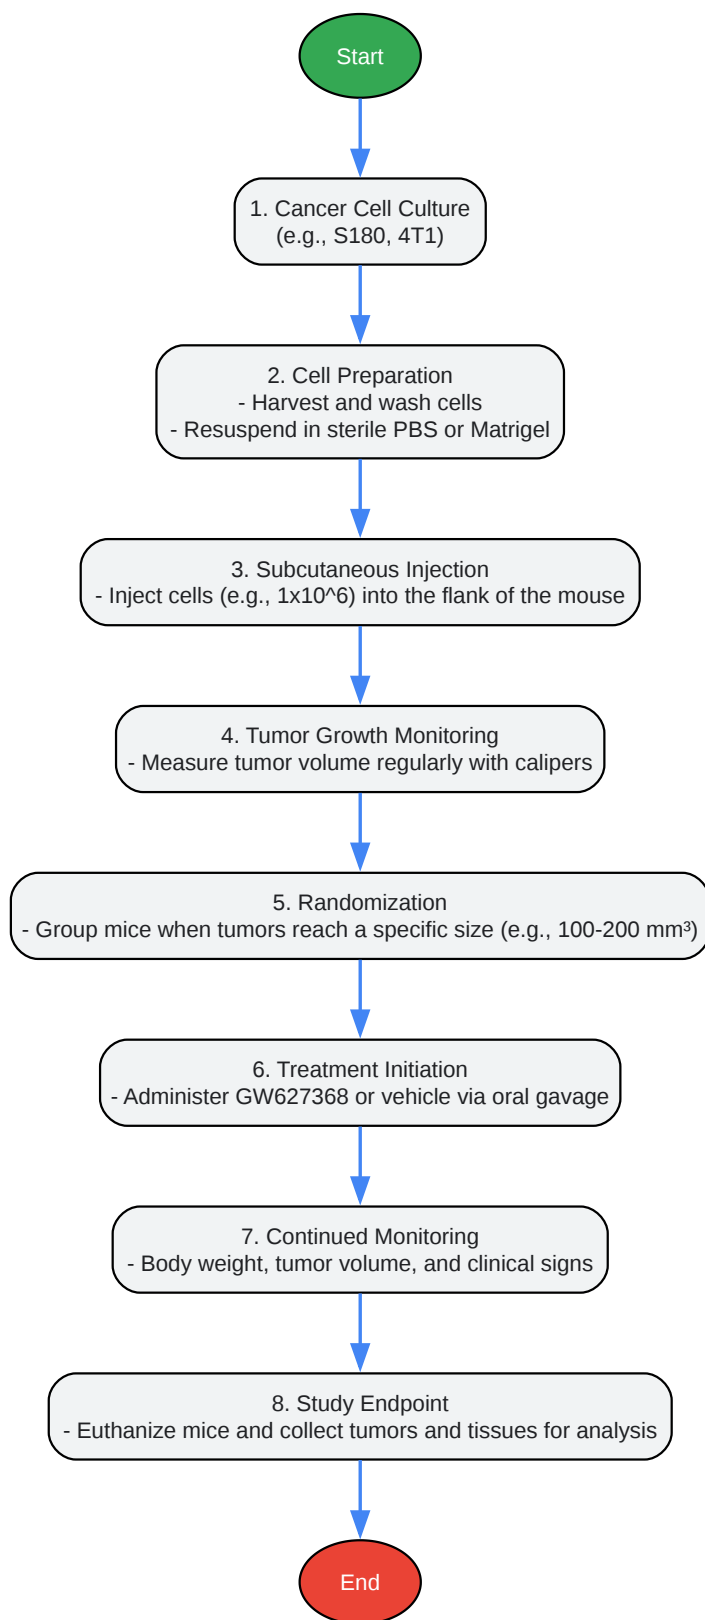 Start
1. Cancer Cell Culture
(e.g., S180, 4T1)
2. Cell Preparation
- Harvest and wash cells
- Resuspend in sterile PBS or Matrigel
3. Subcutaneous Injection
- Inject cells (e.g., 1x10^6) into the flank of the mouse
4. Tumor Growth Monitoring
- Measure tumor volume regularly with calipers
5. Randomization
- Group mice when tumors reach a specific size (e.g., 100-200 mm³)
6. Treatment Initiation
- Administer GW627368 or vehicle via oral gavage
7. Continued Monitoring
- Body weight, tumor volume, and clinical signs
8. Study Endpoint
- Euthanize mice and collect tumors and tissues for analysis
End